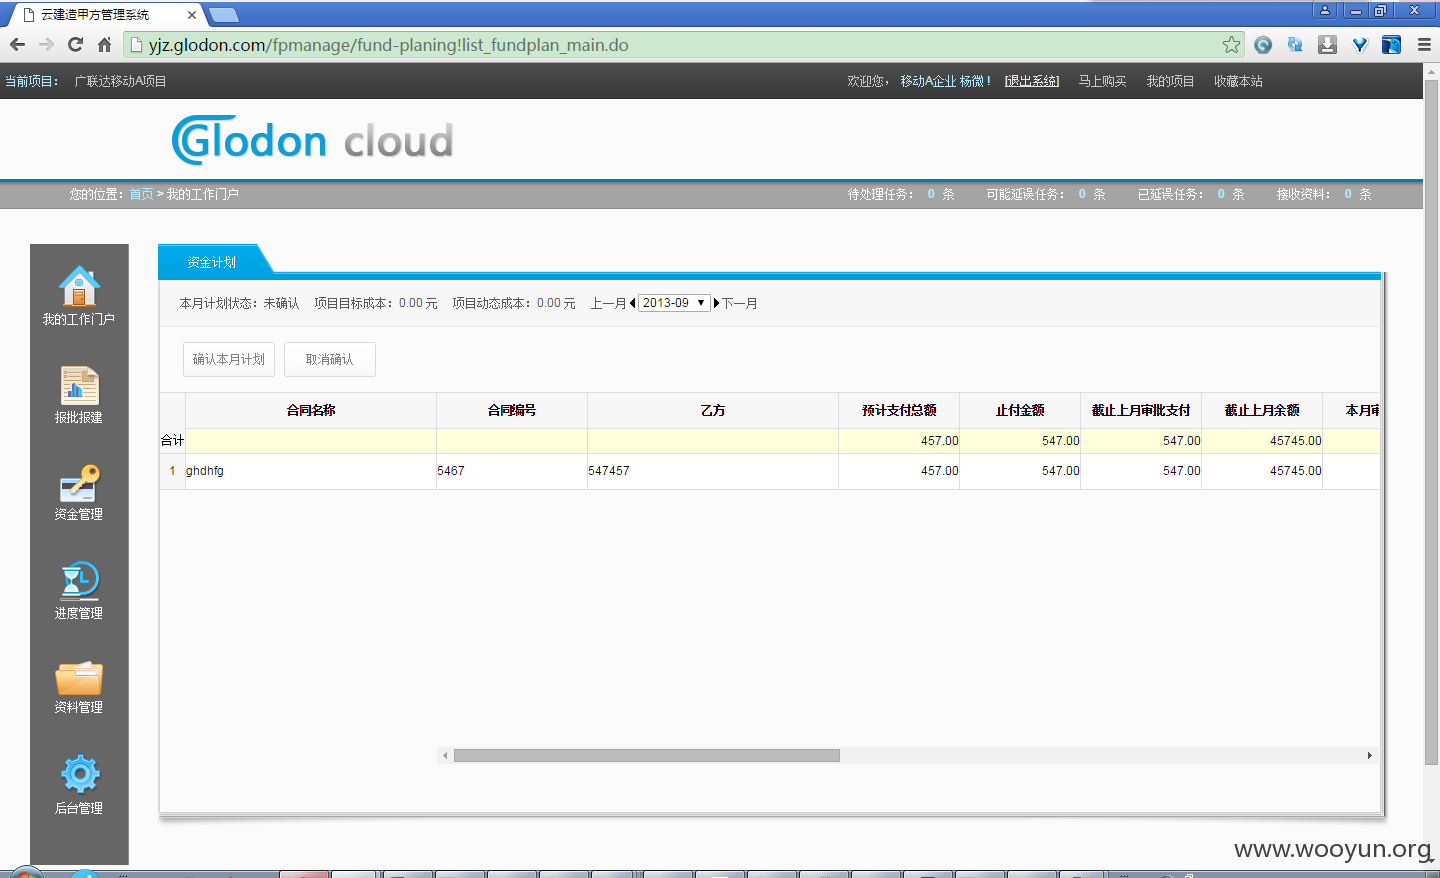 云建造甲方管理系统
yjz.glodon.com/fpmanage/fund-planing!list_fundplan_main.do
当前项目： 广联达移动A项目 欢迎您， 移动A企业 杨微！ [退出系统] 马上购买 我的项目 收藏本站
Glodon cloud
您的位置：首页 > 我的工作门户 待处理任务： 0 条 可能延误任务： 0 条 已延误任务： 0 条 接收资料： 0 条
我的工作门户
报批报建
资金管理
进度管理
资料管理
后台管理
资金计划
本月计划状态：未确认 项目目标成本：0.00 元 项目动态成本：0.00 元 上一月 2013-09 下一月
确认本月计划 取消确认
合同名称 合同编号 乙方 预计支付总额 止付金额 截止上月审批支付 截止上月余额 本月审
合计 457.00 547.00 547.00 45745.00
1 ghdhfg 5467 547457 457.00 547.00 547.00 45745.00
www.wooyun.org